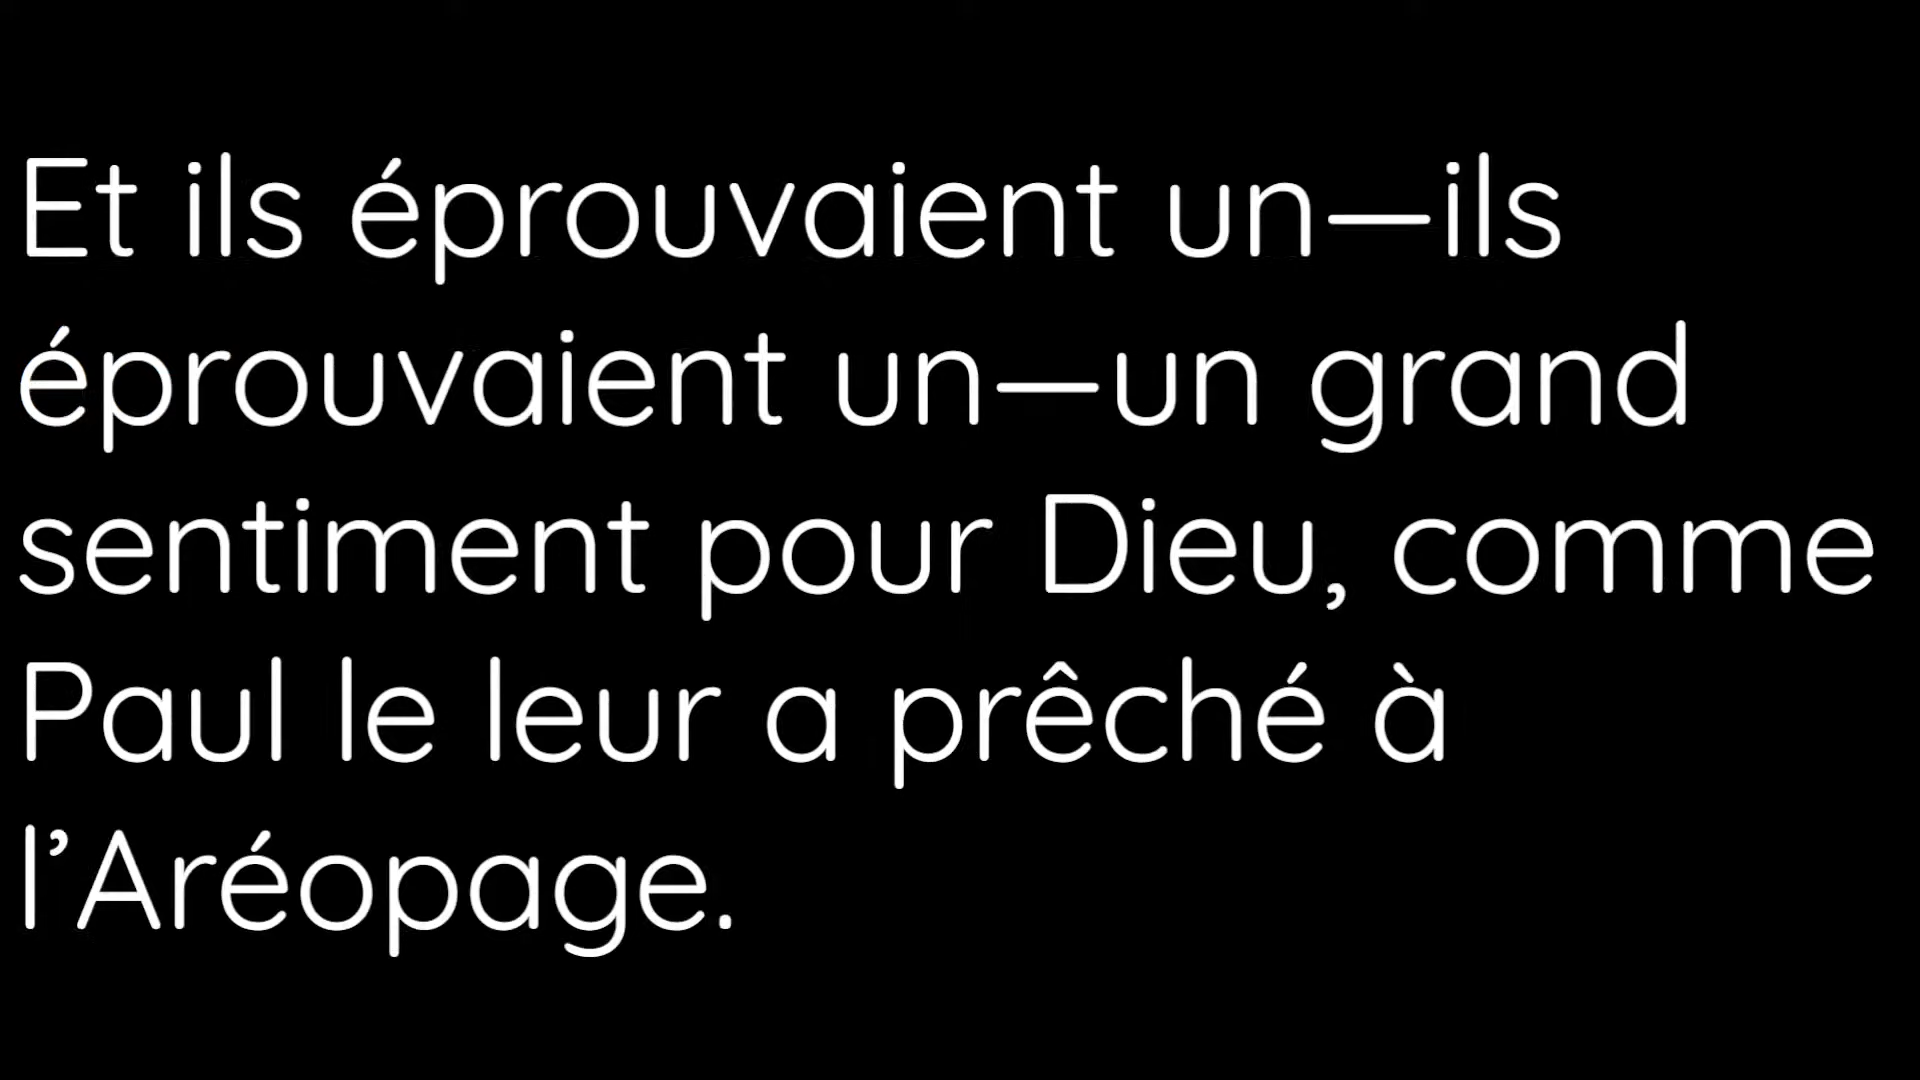 Et ils éprouvaient un—ils
éprouvaient un—un grand
sentiment pour Dieu, comme
Paul le leur a prêché à
l’Aréopage.